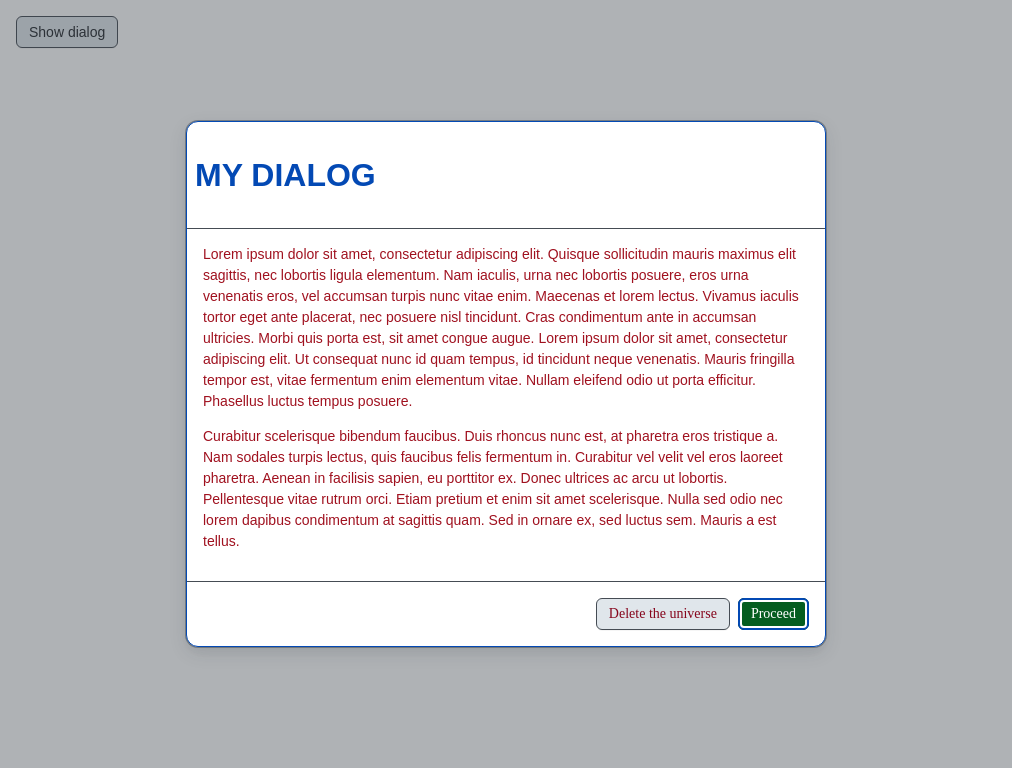 Show dialog
MY DIALOG
Lorem ipsum dolor sit amet, consectetur adipiscing elit. Quisque sollicitudin mauris maximus elit
sagittis, nec lobortis ligula elementum. Nam iaculis, urna nec lobortis posuere, eros urna
venenatis eros, vel accumsan turpis nunc vitae enim. Maecenas et lorem lectus. Vivamus iaculis
tortor eget ante placerat, nec posuere nisl tincidunt. Cras condimentum ante in accumsan
ultricies. Morbi quis porta est, sit amet congue augue. Lorem ipsum dolor sit amet, consectetur
adipiscing elit. Ut consequat nunc id quam tempus, id tincidunt neque venenatis. Mauris fringilla
tempor est, vitae fermentum enim elementum vitae. Nullam eleifend odio ut porta efficitur.
Phasellus luctus tempus posuere.
Curabitur scelerisque bibendum faucibus. Duis rhoncus nunc est, at pharetra eros tristique a.
Nam sodales turpis lectus, quis faucibus felis fermentum in. Curabitur vel velit vel eros laoreet
pharetra. Aenean in facilisis sapien, eu porttitor ex. Donec ultrices ac arcu ut lobortis.
Pellentesque vitae rutrum orci. Etiam pretium et enim sit amet scelerisque. Nulla sed odio nec
lorem dapibus condimentum at sagittis quam. Sed in ornare ex, sed luctus sem. Mauris a est
tellus.
Delete the universe
Proceed